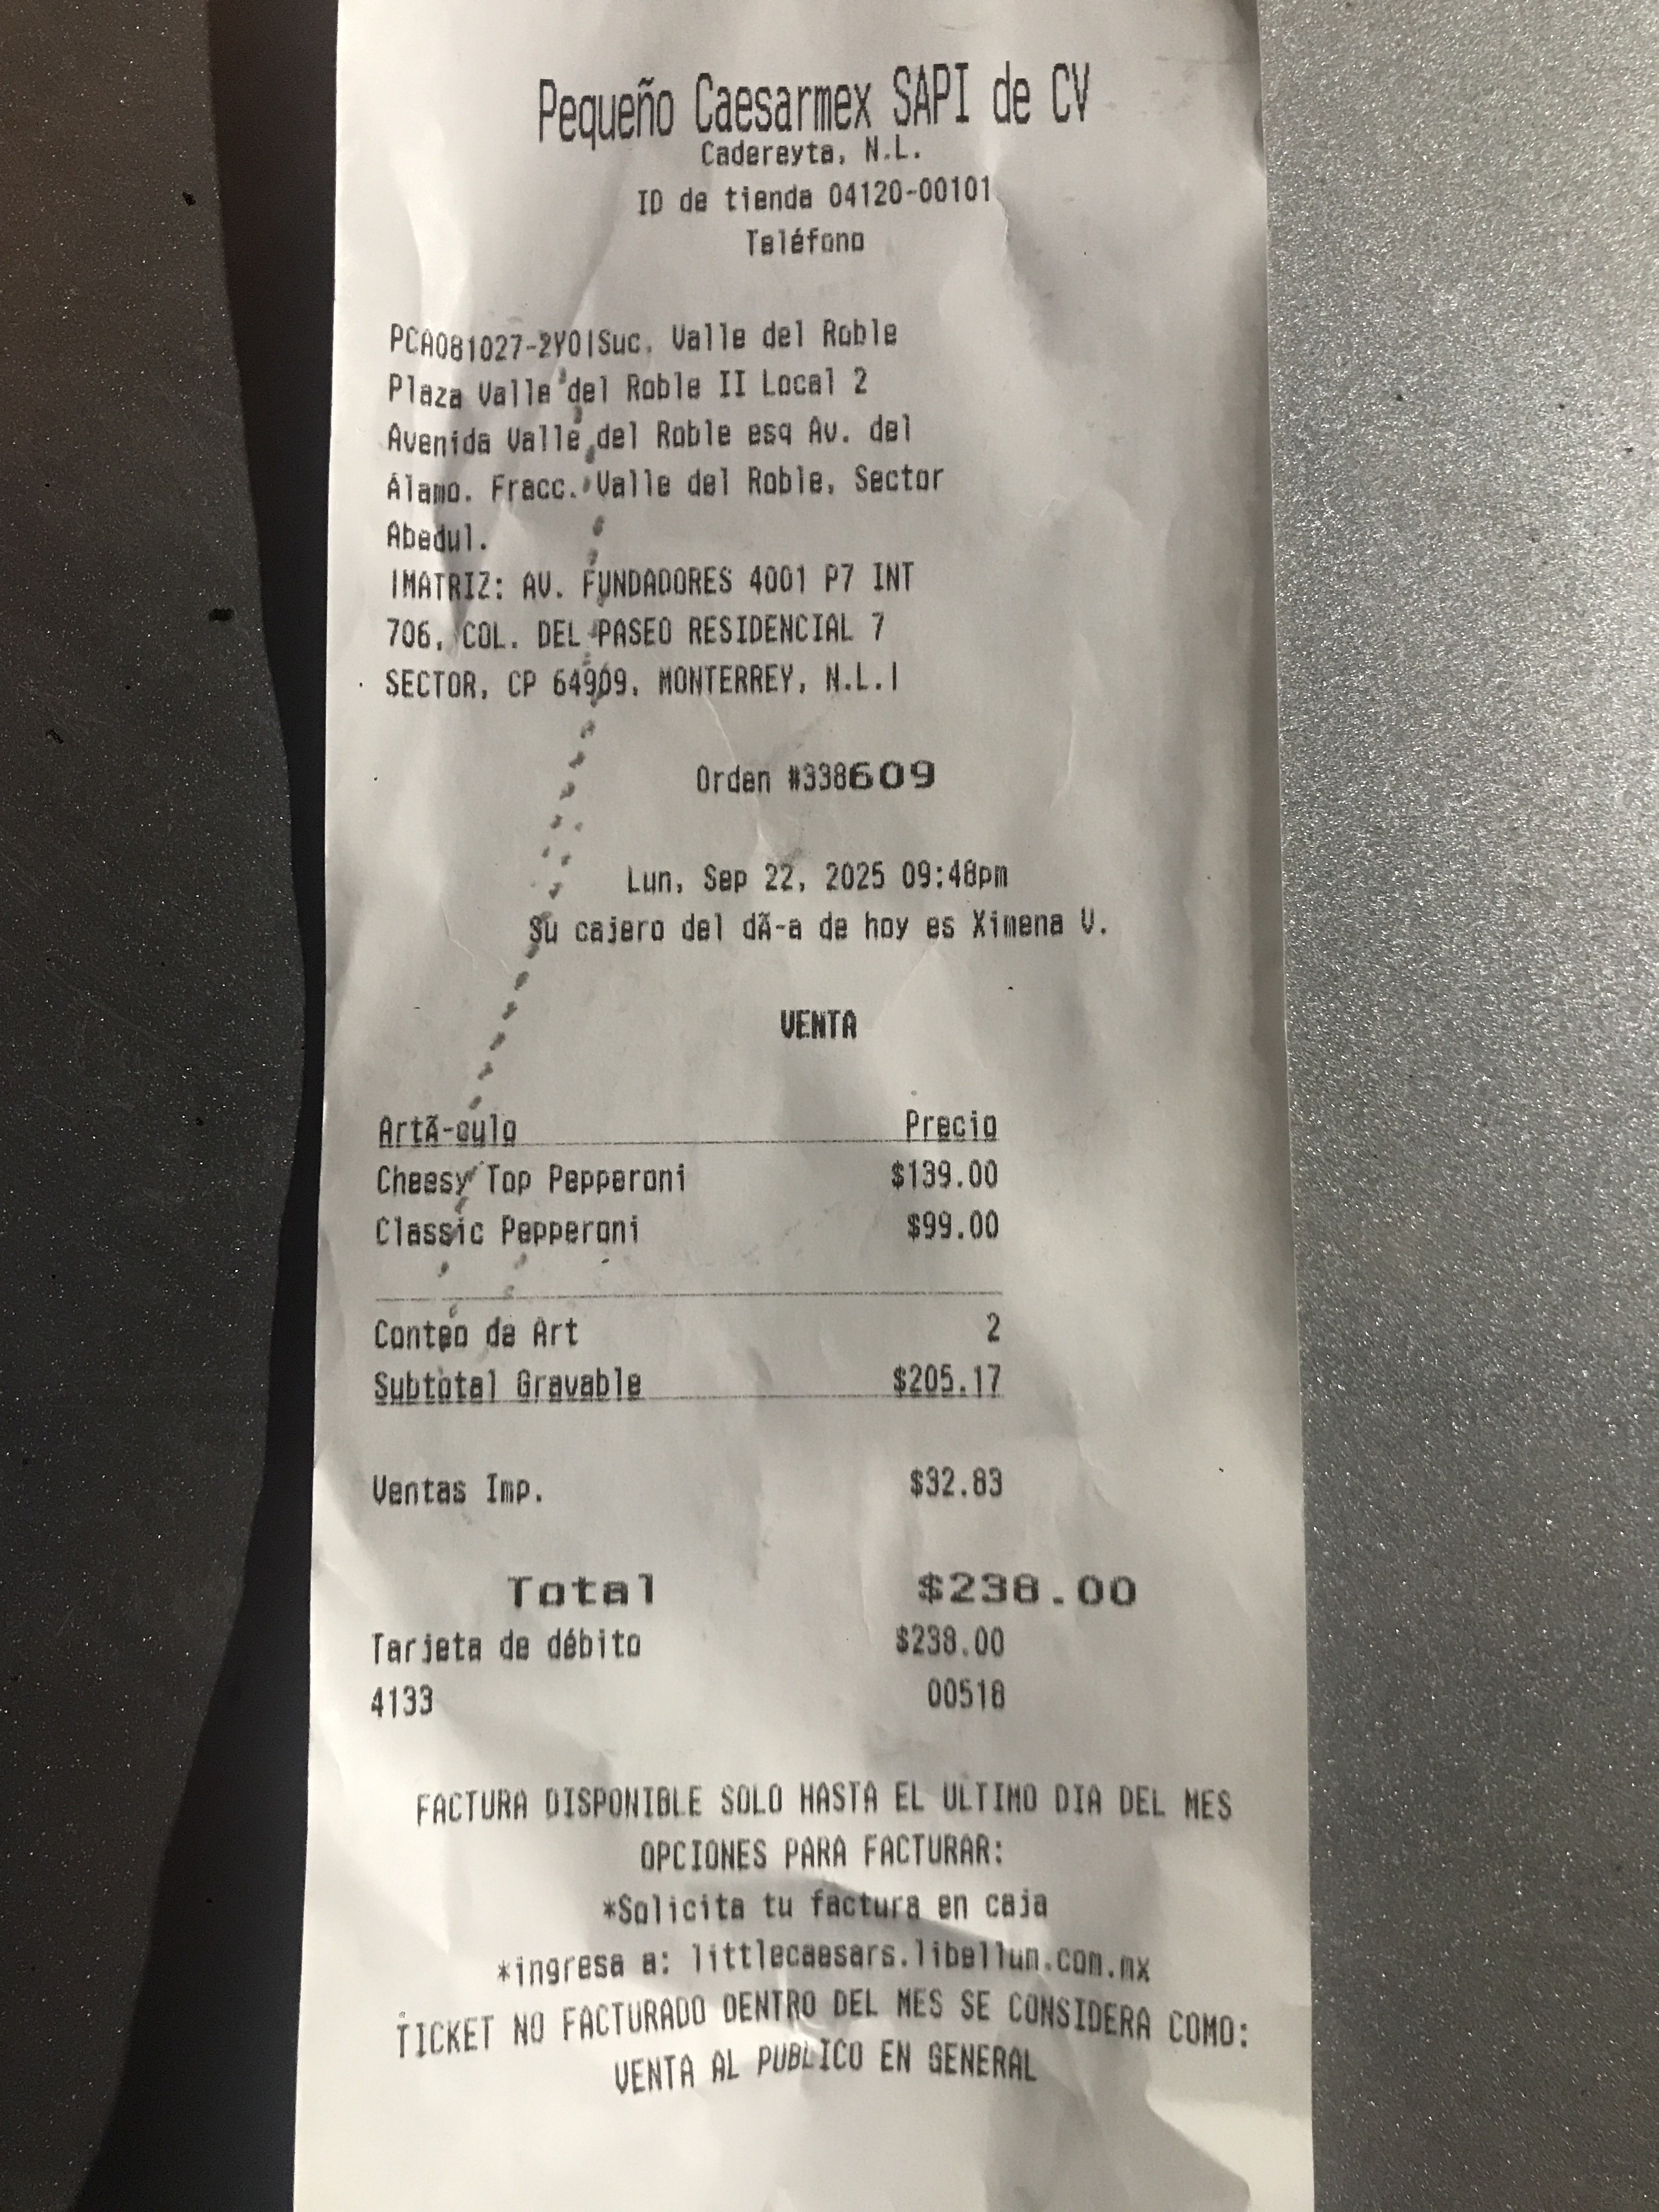 Pequeño Caesarmex SAPI de CV
Cadereyta, N.L.
ID de tienda 04120-00101
Teléfono
PCA081027-2Y0|Suc. Valle del Roble
Plaza Valle del Roble II Local 2
Avenida Valle del Roble esq Av. del
Álamo. Fracc. Valle del Roble, Sector
Abedul.
|MATRIZ: AV. FUNDADORES 4001 P7 INT
706, COL. DEL PASEO RESIDENCIAL 7
SECTOR, CP 64909, MONTERREY, N.L.|
Orden #338609
Lun, Sep 22, 2025 09:48pm
Su cajero del dÃ-a de hoy es Ximena V.
VENTA
ArtÃ-culo Precio
Cheesy Top Pepperoni $139.00
Classic Pepperoni $99.00
Conteo de Art 2
Subtotal Gravable $205.17
Ventas Imp. $32.83
Total $238.00
Tarjeta de débito $238.00
4133 00518
FACTURA DISPONIBLE SOLO HASTA EL ULTIMO DIA DEL MES
OPCIONES PARA FACTURAR:
*Solicita tu factura en caja
*ingresa a: littlecaesars.libellum.com.mx
TICKET NO FACTURADO DENTRO DEL MES SE CONSIDERA COMO:
VENTA AL PUBLICO EN GENERAL